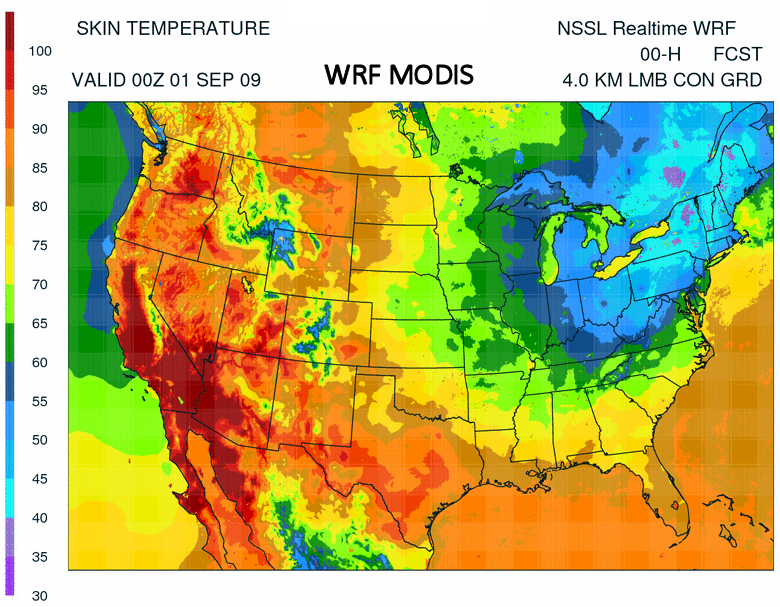 SKIN TEMPERATURE
NSSL Realtime WRF
00-H FCST
VALID 00Z 01 SEP 09
WRF MODIS
4.0 KM LMB CON GRD
100
95
90
85
80
75
70
65
60
55
50
45
40
35
30